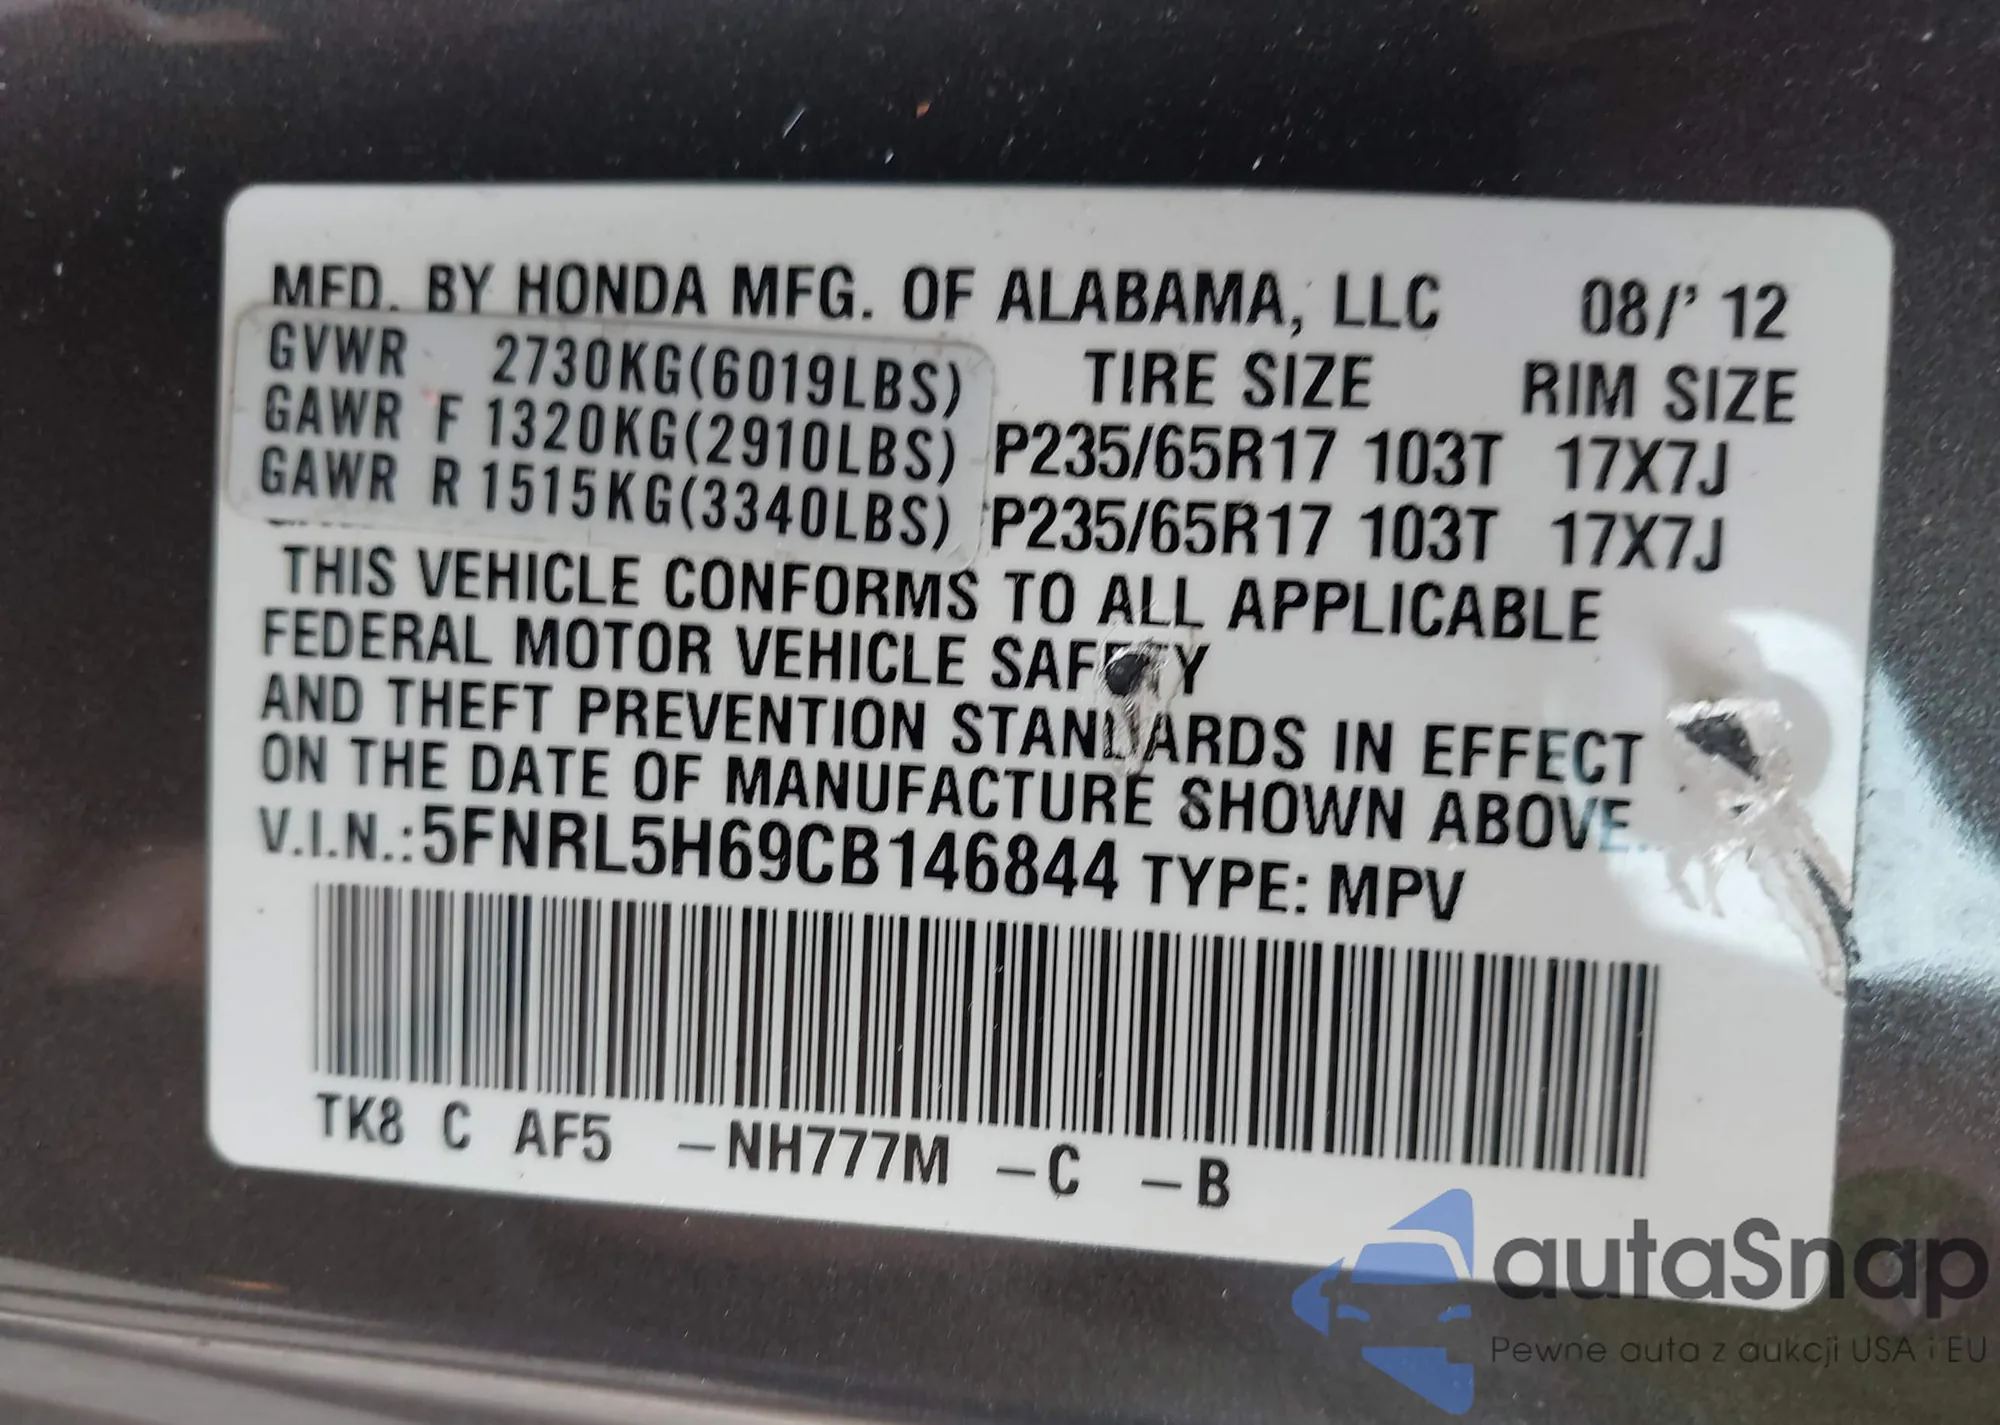 MFD. BY HONDA MFG. OF ALABAMA, LLC 08/' 12
GVWR 2730KG(6019LBS) TIRE SIZE RIM SIZE
GAWR F 1320KG(2910LBS) P235/65R17 103T 17X7J
GAWR R 1515KG(3340LBS) P235/65R17 103T 17X7J
THIS VEHICLE CONFORMS TO ALL APPLICABLE
FEDERAL MOTOR VEHICLE SAFETY
AND THEFT PREVENTION STANDARDS IN EFFECT
ON THE DATE OF MANUFACTURE SHOWN ABOVE.
V.I.N.:5FNRL5H69CB146844 TYPE: MPV
TK8 C AF5 -NH777M -C -B
autaSnap
Pewne auta z aukcji USA i EU